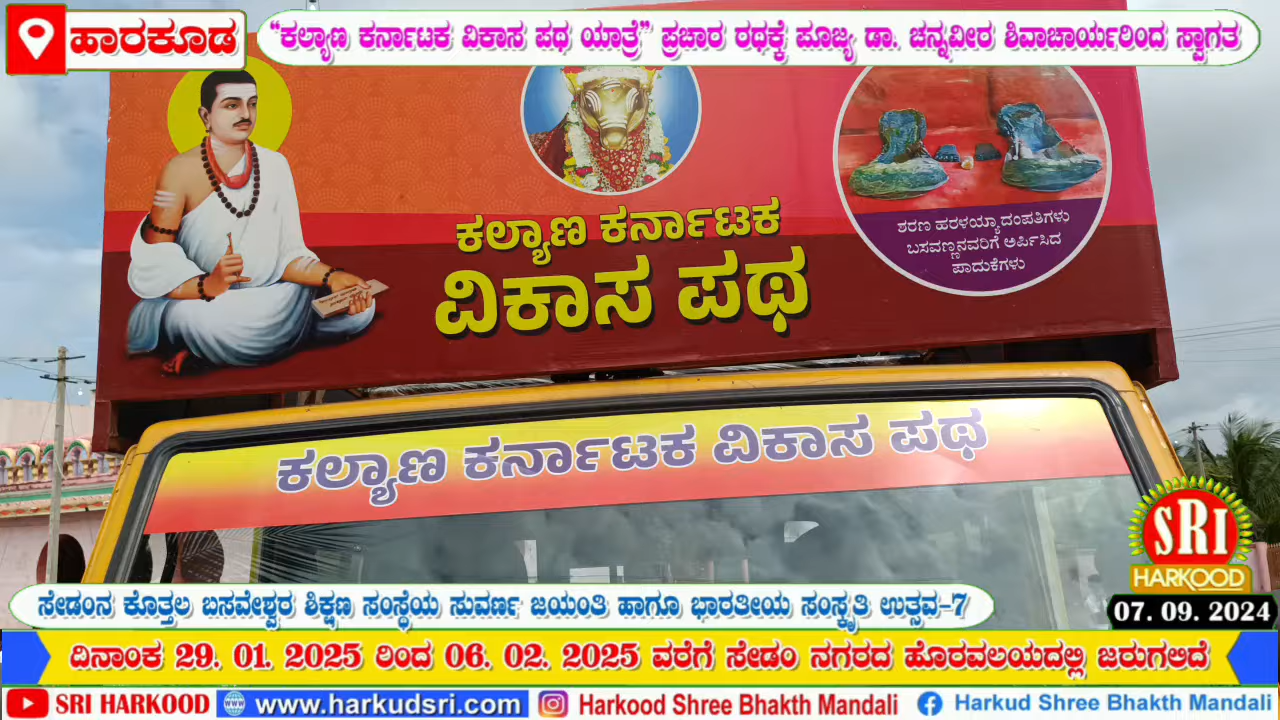 ಹಾರಕೂಡ
“ಕಲ್ಯಾಣ ಕರ್ನಾಟಕ ವಿಕಾಸ ಪಥ ಯಾತ್ರೆ” ಪ್ರಚಾರ ರಥಕ್ಕೆ ಪೂಜ್ಯ ಡಾ. ಚನ್ನವೀರ ಶಿವಾಚಾರ್ಯರಿಂದ ಸ್ವಾಗತ
ಕಲ್ಯಾಣ ಕರ್ನಾಟಕ
ವಿಕಾಸ ಪಥ
ಶರಣ ಹರಳಯ್ಯಾದಂಪತಿಗಳು
ಬಸವಣ್ಣನವರಿಗೆ ಅರ್ಪಿಸಿದ
ಪಾದುಕೆಗಳು
ಕಲ್ಯಾಣ ಕರ್ನಾಟಕ ವಿಕಾಸ ಪಥ
SRI
HARKOOD
07. 09. 2024
ಸೇಡಂನ ಕೊತ್ತಲ ಬಸವೇಶ್ವರ ಶಿಕ್ಷಣ ಸಂಸ್ಥೆಯ ಸುವರ್ಣ ಜಯಂತಿ ಹಾಗೂ ಭಾರತೀಯ ಸಂಸ್ಕೃತಿ ಉತ್ಸವ-7
ದಿನಾಂಕ 29. 01. 2025 ರಿಂದ 06. 02. 2025 ವರೆಗೆ ಸೇಡಂ ನಗರದ ಹೊರವಲಯದಲ್ಲಿ ಜರುಗಲಿದೆ
SRI HARKOOD www.harkudsri.com Harkood Shree Bhakth Mandali Harkud Shree Bhakth Mandali